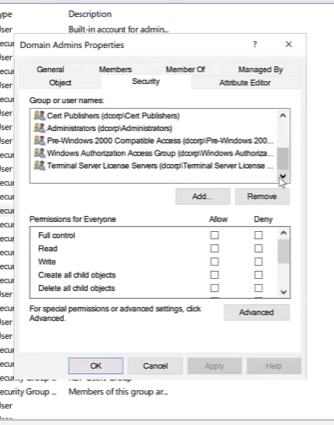 ype Description
Built-in account for admin...
Domain Admins Properties ? ×
General Members Member Of Managed By
Object Security Attribute Editor
Group or user names:
Cert Publishers (dcorp\Cert Publishers)
Administrators (dcorp\Administrators)
Pre-Windows 2000 Compatible Access (dcorp\Pre-Windows 200...
Windows Authorization Access Group (dcorp\Windows Authoriza...
Terminal Server License Servers (dcorp\Terminal Server License ...
Add... Remove
Permissions for Everyone Allow Deny
Full control
Read
Write
Create all child objects
Delete all child objects
For special permissions or advanced settings, click
Advanced. Advanced
OK Cancel Apply Help
ecurity Group ... Members of this group ar...